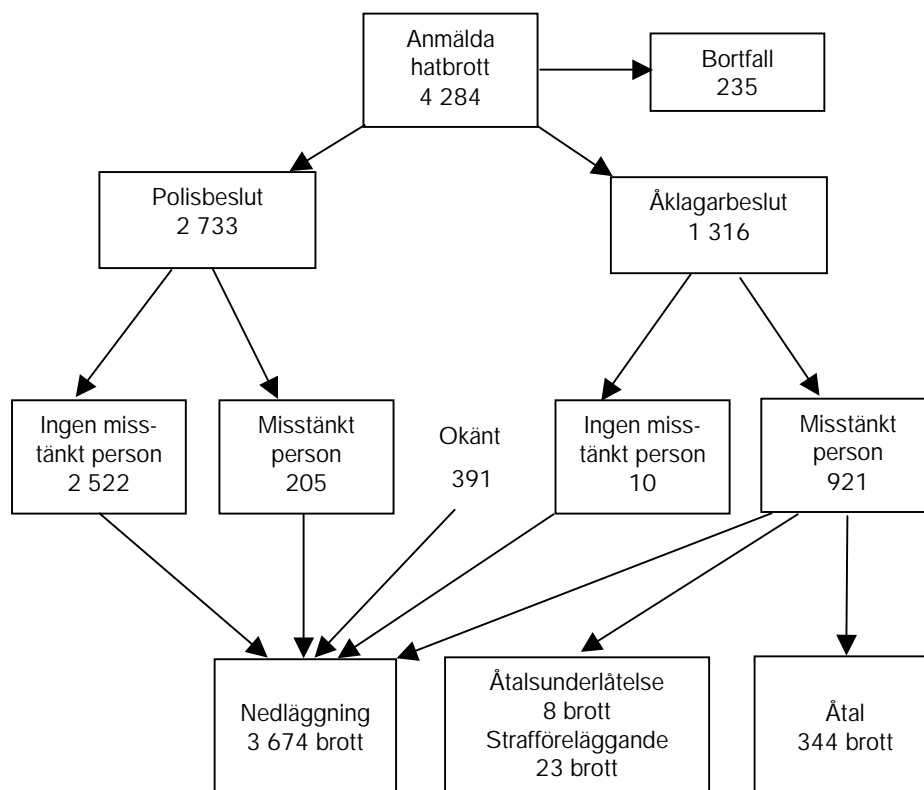 Anmälda
hatbrott
4 284
Bortfall
235
Polisbeslut
2 733
Åklagarbeslut
1 316
Ingen miss-
tänkt person
2 522
Misstänkt
person
205
Okänt
391
Ingen miss-
tänkt person
10
Misstänkt
person
921
Nedläggning
3 674 brott
Åtalsunderlåtelse
8 brott
Strafföreläggande
23 brott
Åtal
344 brott